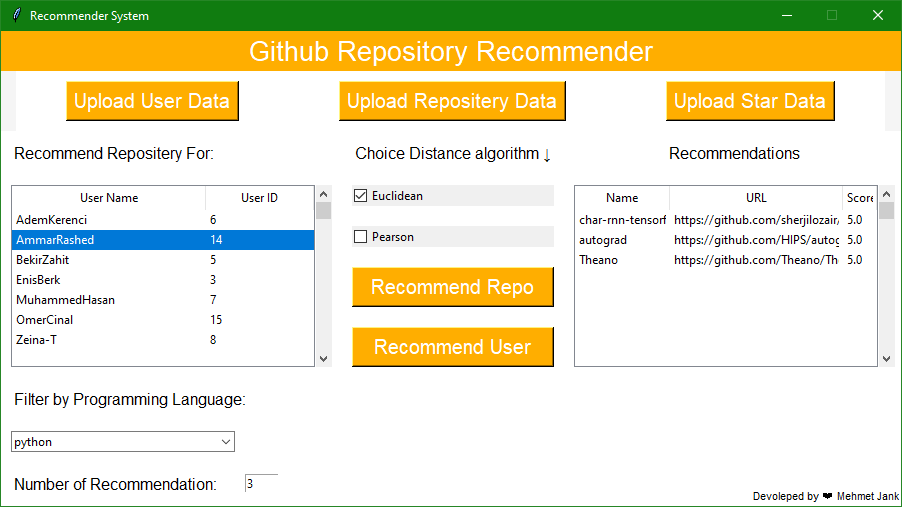 Recommender System
Github Repository Recommender
Upload User Data
Upload Repositery Data
Upload Star Data
Recommend Repositery For:
Choice Distance algorithm ↓
Recommendations
User Name User ID
AdemKerenci 6
AmmarRashed 14
BekirZahit 5
EnisBerk 3
MuhammedHasan 7
OmerCinal 15
Zeina-T 8
Euclidean
Pearson
Recommend Repo
Recommend User
Name URL Score
char-rnn-tensorf https://github.com/sherjilozair/ 5.0
autograd https://github.com/HIPS/autog 5.0
Theano https://github.com/Theano/Th 5.0
Filter by Programming Language:
python
Number of Recommendation: 3
Devoleped by ❤ Mehmet Jank